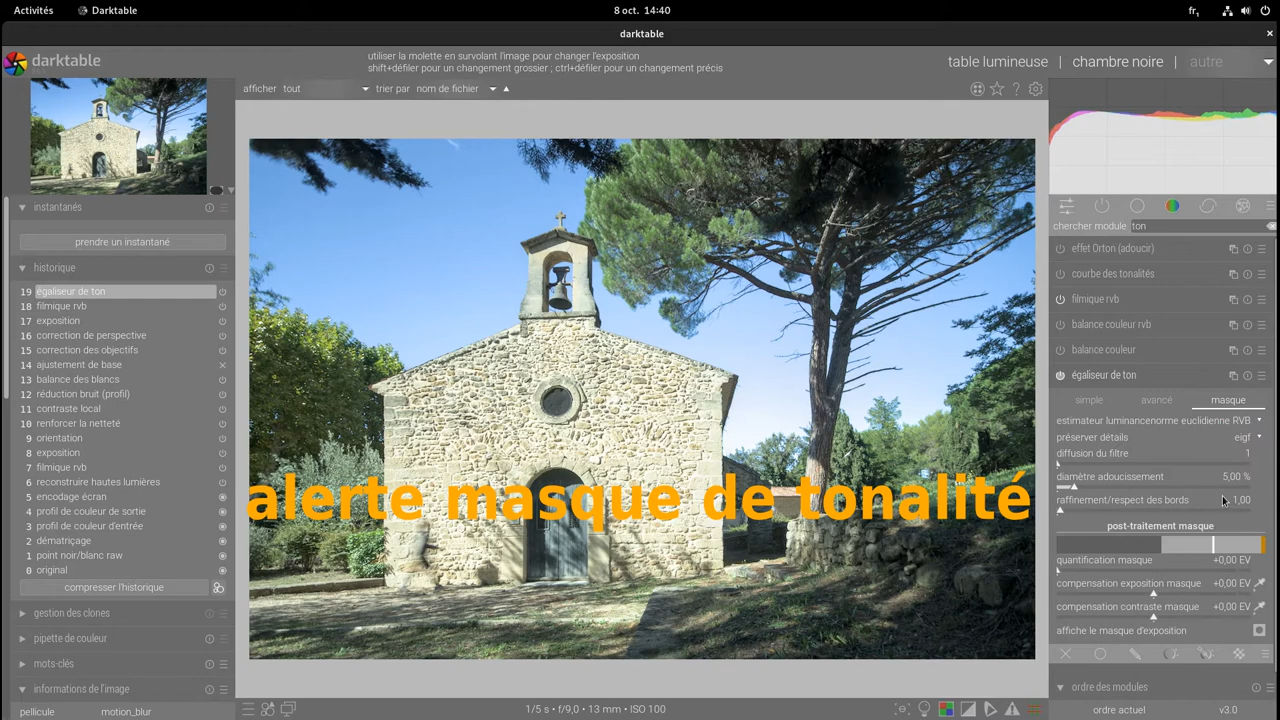 Activités
Darktable
8 oct. 14:40
fr₁
darktable
darktable
utiliser la molette en survolant l'image pour changer l'exposition
shift+défiler pour un changement grossier ; ctrl+défiler pour un changement précis
table lumineuse
chambre noire
autre
afficher tout
trier par nom de fichier
instantanés
prendre un instantané
historique
19 égaliseur de ton
18 filmique rvb
17 exposition
16 correction de perspective
15 correction des objectifs
14 ajustement de base
13 balance des blancs
12 réduction bruit (profil)
11 contraste local
10 renforcer la netteté
9 orientation
8 exposition
7 filmique rvb
6 reconstruire hautes lumières
5 encodage écran
4 profil de couleur de sortie
3 profil de couleur d'entrée
2 dématriçage
1 point noir/blanc raw
0 original
compresser l'historique
gestion des clones
pipette de couleur
mots-clés
informations de l'image
pellicule motion_blur
alerte masque de tonalité
1/5 s • f/9,0 • 13 mm • ISO 100
chercher module ton
effet Orton (adoucir)
courbe des tonalités
filmique rvb
balance couleur rvb
balance couleur
égaliseur de ton
simple
avancé
masque
estimateur luminancenorme euclidienne RVB
préserver détails eigf
diffusion du filtre 1
diamètre adoucissement 5,00 %
raffinement/respect des bords 1,00
post-traitement masque
quantification masque +0,00 EV
compensation exposition masque +0,00 EV
compensation contraste masque +0,00 EV
affiche le masque d'exposition
ordre des modules
ordre actuel v3.0